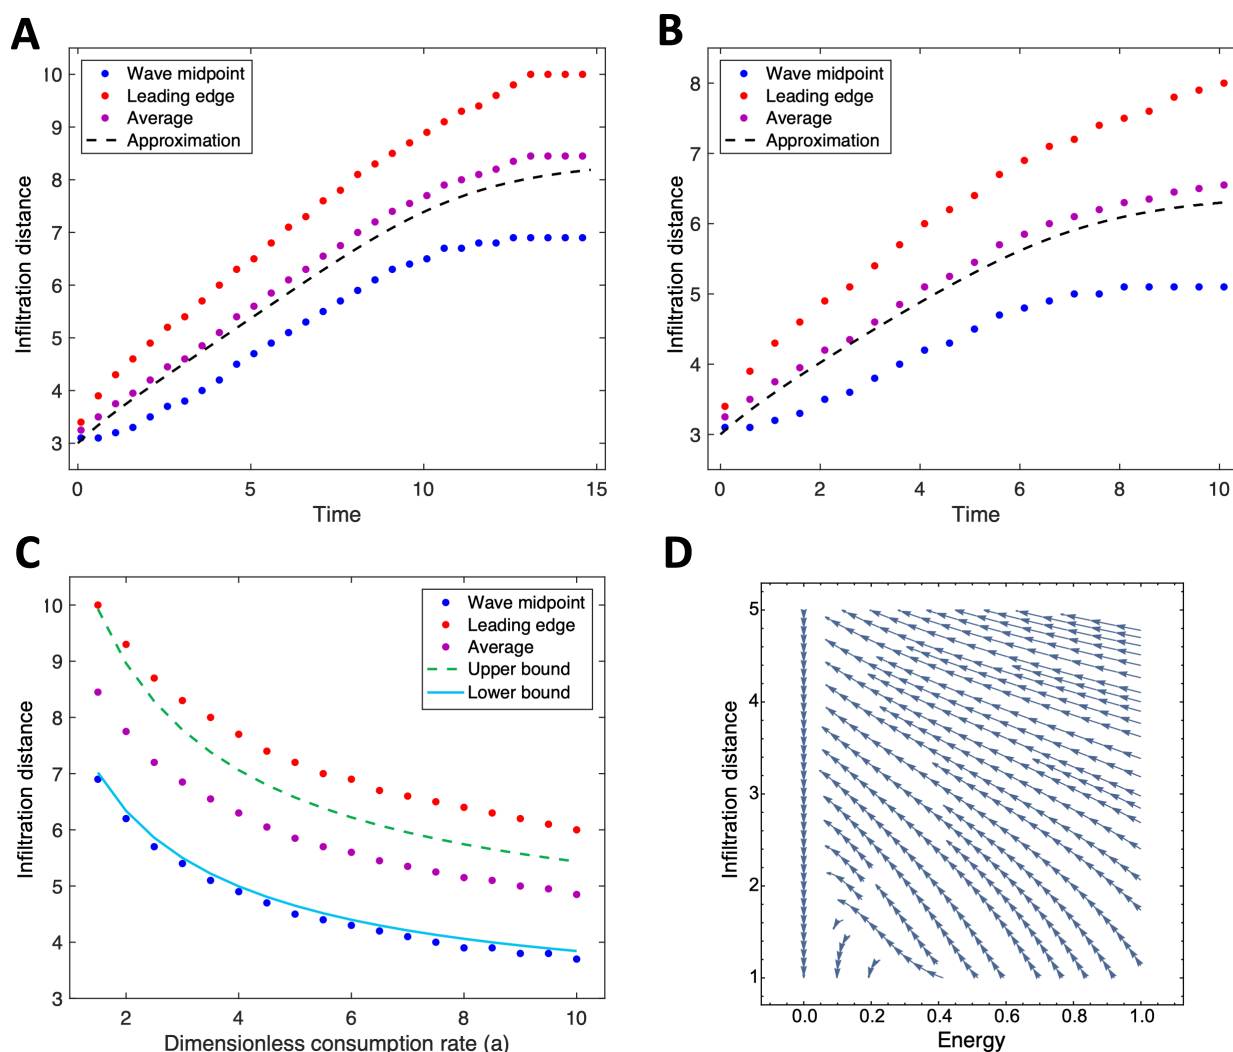 A
Wave midpoint
Leading edge
Average
Approximation
10
9
8
7
6
5
4
3
Infiltration distance
0 5 10 15
Time
B
Wave midpoint
Leading edge
Average
Approximation
8
7
6
5
4
3
Infiltration distance
0 2 4 6 8 10
Time
C
Wave midpoint
Leading edge
Average
Upper bound
Lower bound
10
9
8
7
6
5
4
3
Infiltration distance
2 4 6 8 10
Dimensionless consumption rate (a)
D
5
4
3
2
1
Infiltration distance
0.0 0.2 0.4 0.6 0.8 1.0
Energy